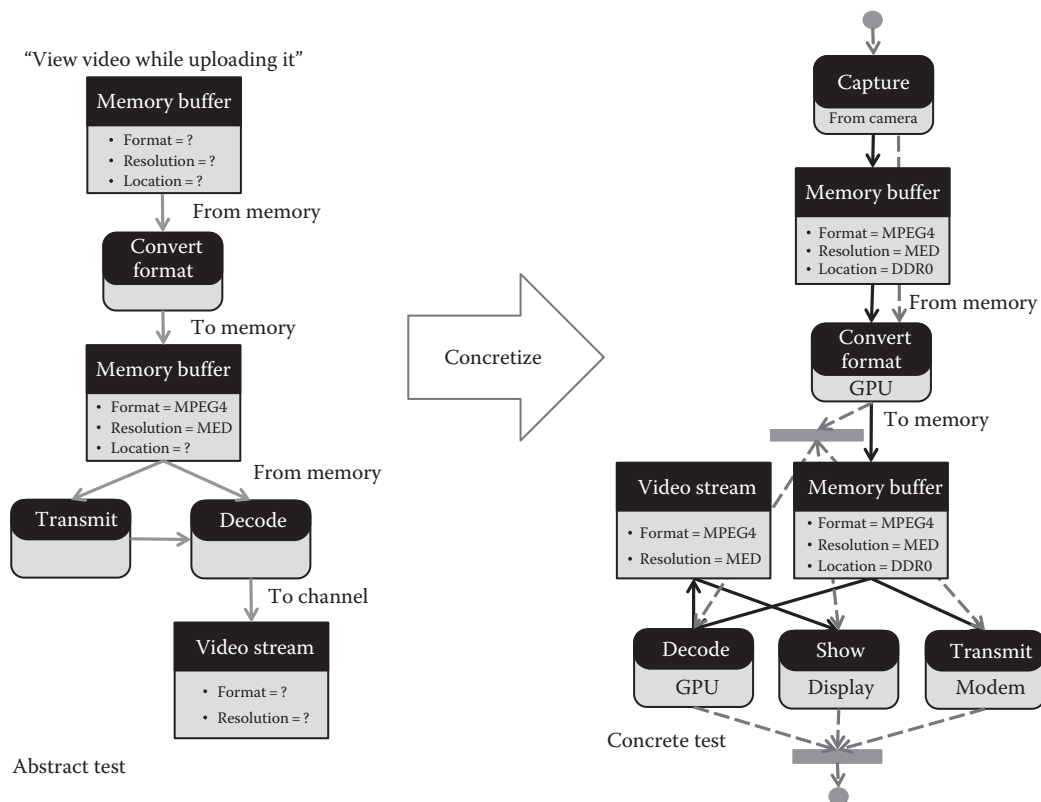 “View video while uploading it”
Memory buffer
• Format = ?
• Resolution = ?
• Location = ?
From memory
Convert
format
To memory
Memory buffer
• Format = MPEG4
• Resolution = MED
• Location = ?
From memory
Transmit
Decode
To channel
Video stream
• Format = ?
• Resolution = ?
Abstract test
Concretize
Capture
From camera
Memory buffer
• Format = MPEG4
• Resolution = MED
• Location = DDR0
From memory
Convert
format
GPU
To memory
Video stream
• Format = MPEG4
• Resolution = MED
Memory buffer
• Format = MPEG4
• Resolution = MED
• Location = DDR0
Decode
GPU
Show
Display
Transmit
Modem
Concrete test